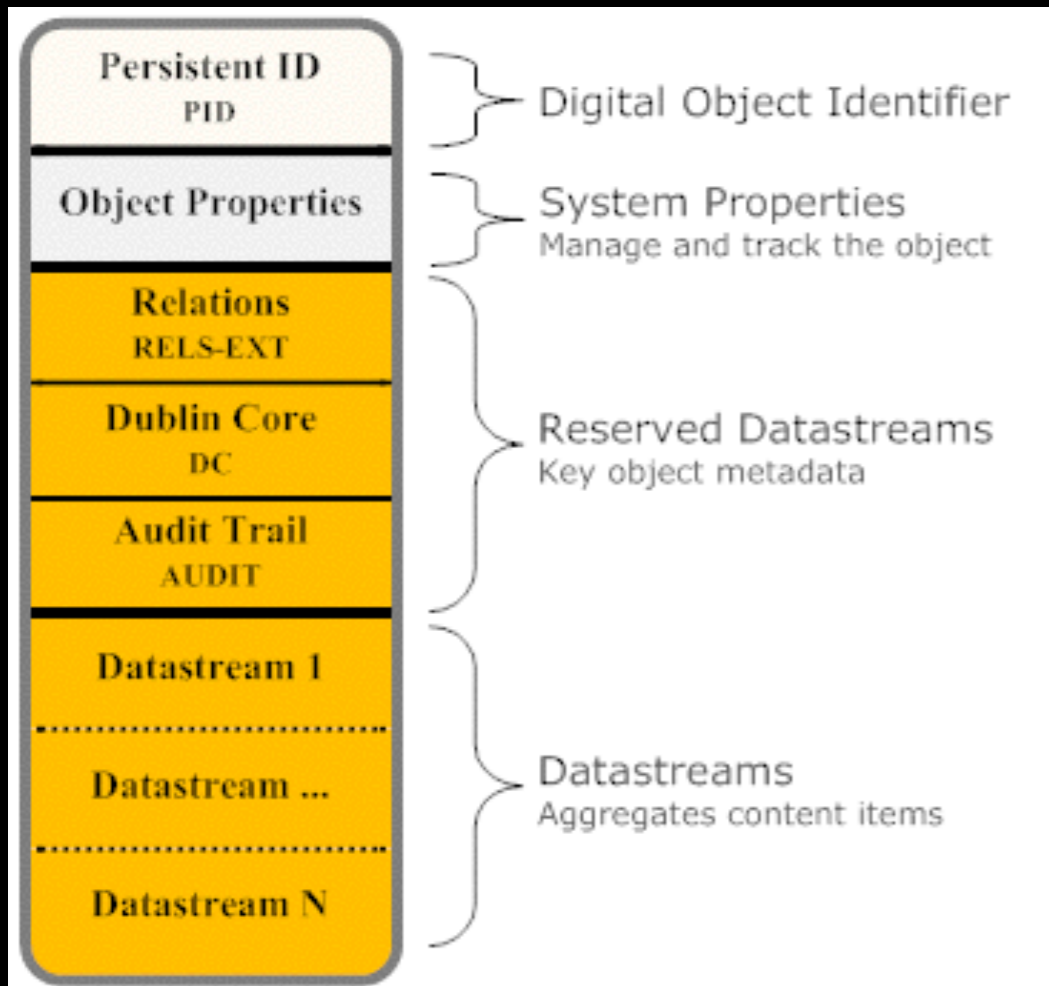 Persistent ID
PID
Digital Object Identifier
Object Properties
System Properties
Manage and track the object
Relations
RELS-EXT
Dublin Core
DC
Audit Trail
AUDIT
Reserved Datastreams
Key object metadata
Datastream 1
Datastream ...
Datastream N
Datastreams
Aggregates content items